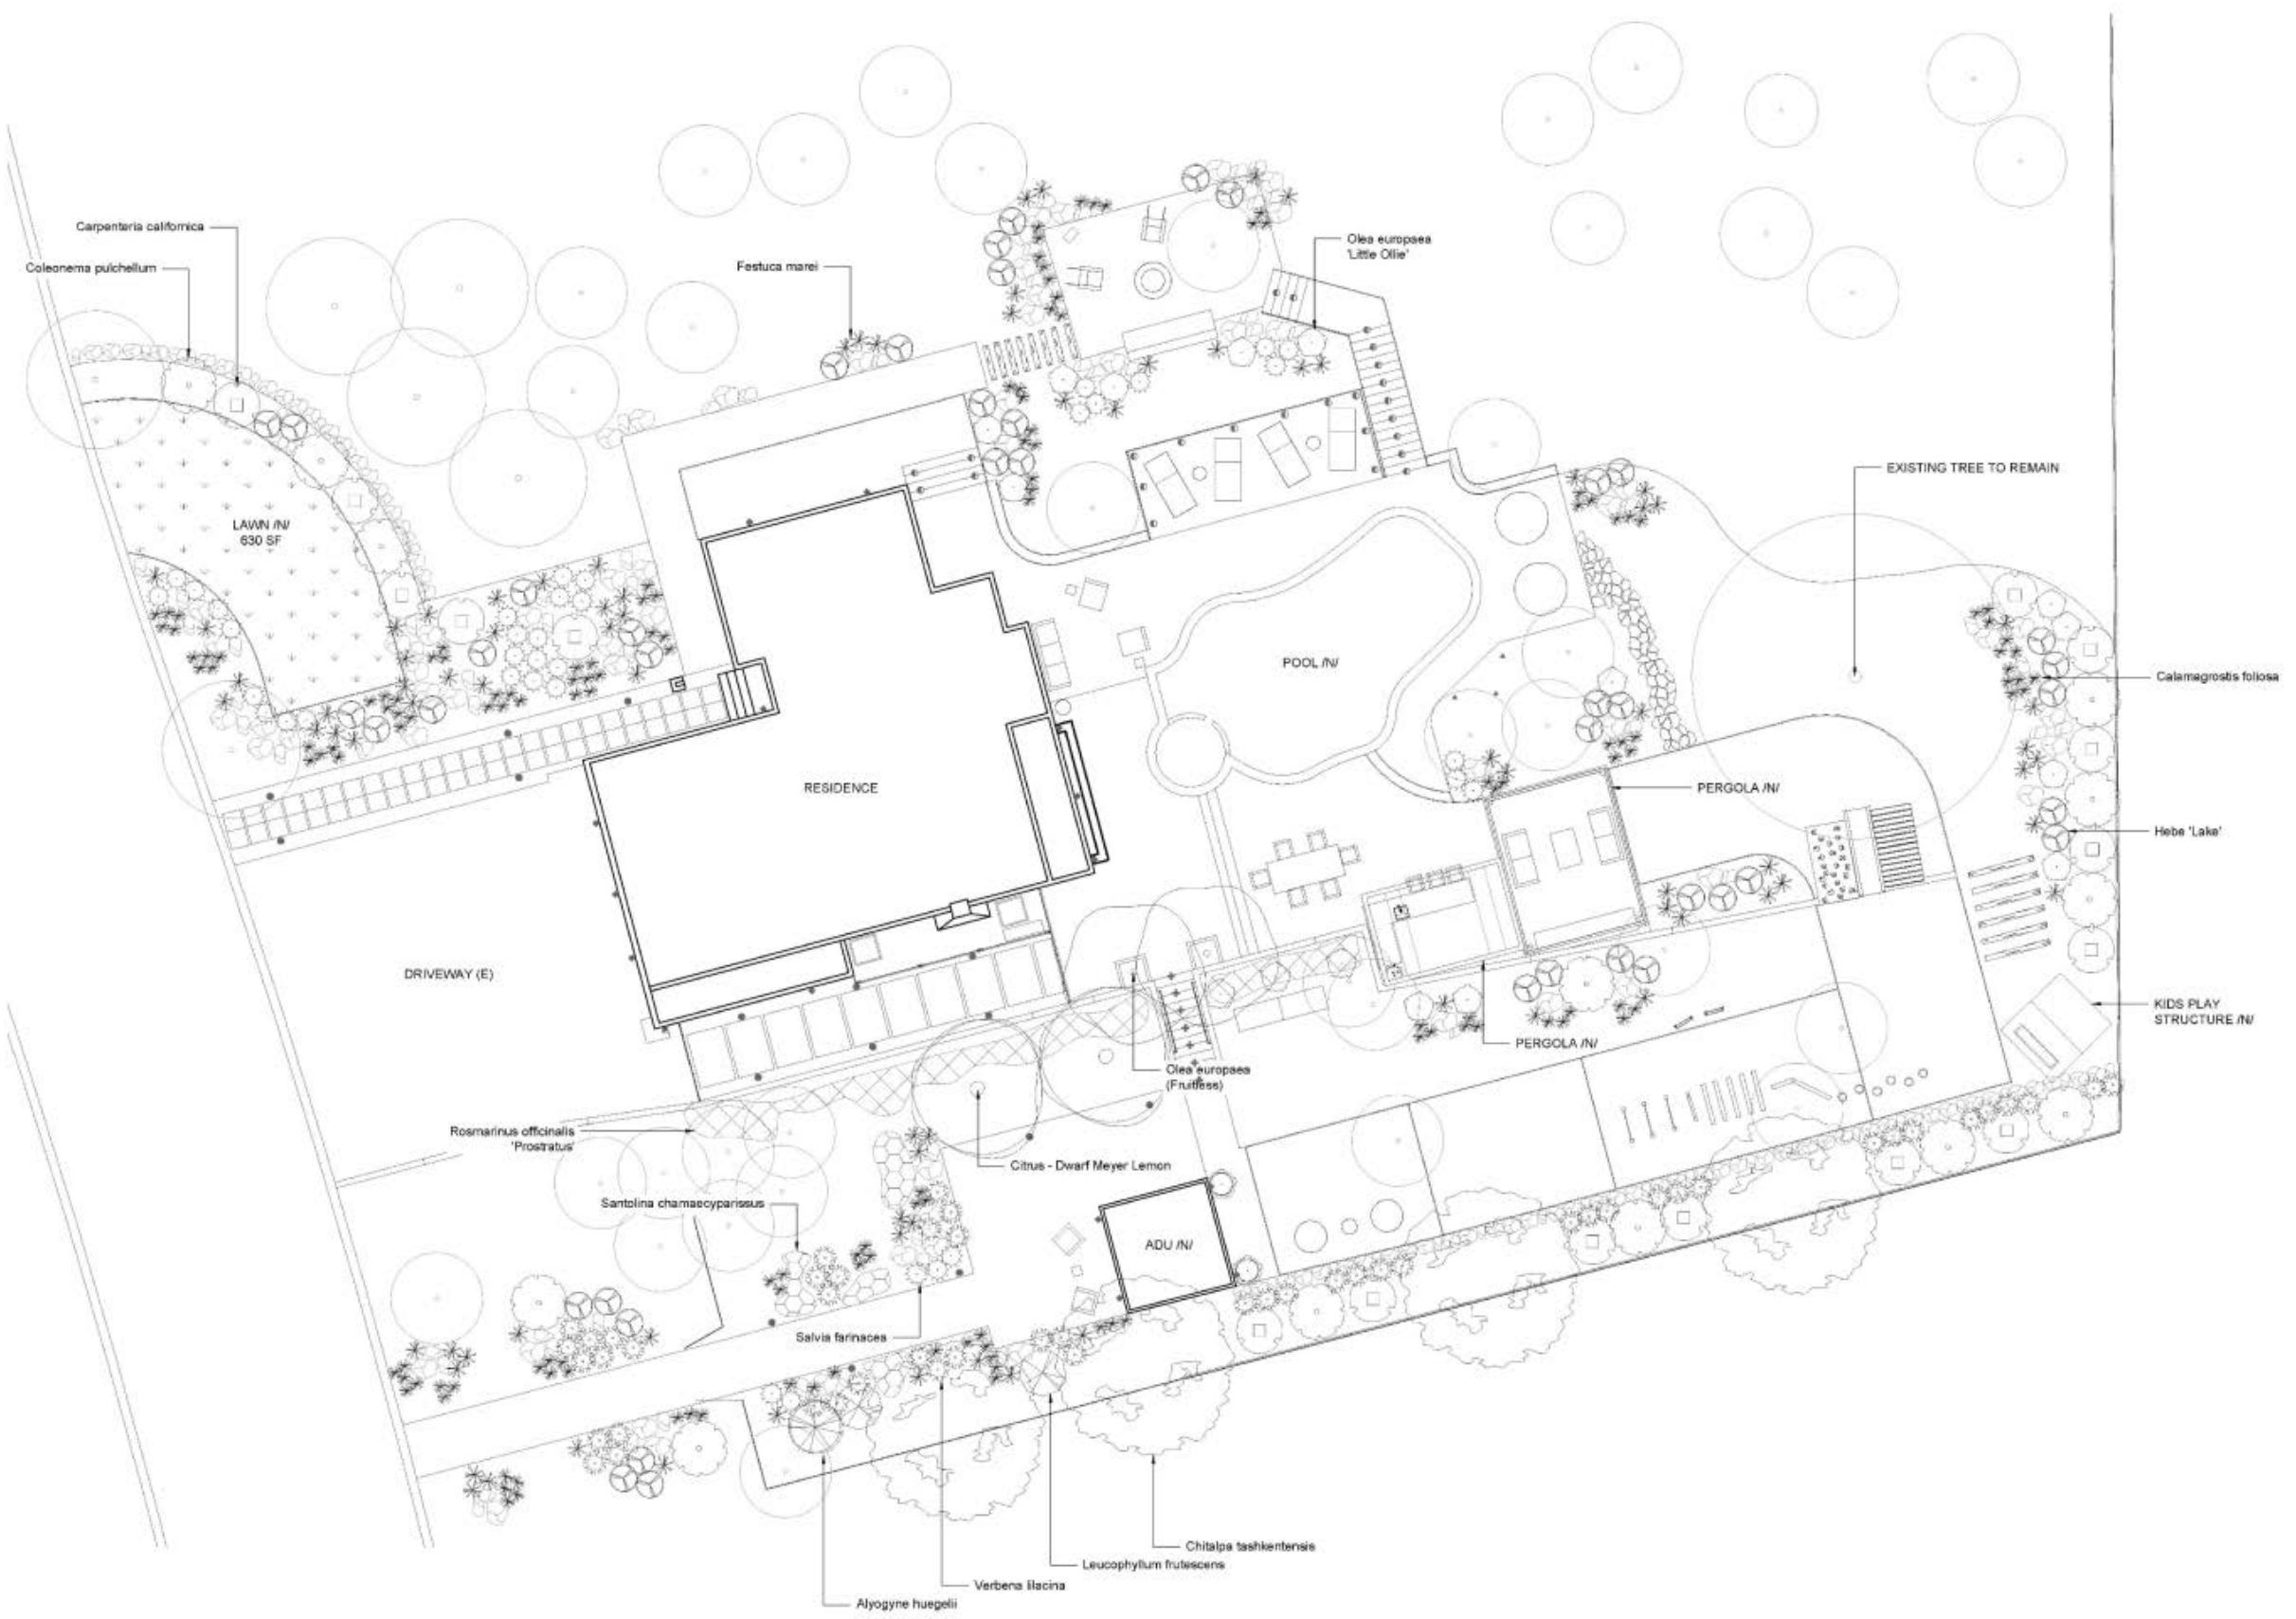 Carpenteria californica
Coleonema pulchellum
Festuca marei
Olea europaea
'Little Ollie'
EXISTING TREE TO REMAIN
LAWN /N/
630 SF
POOL /N/
Calamagrostis foliosa
RESIDENCE
PERGOLA /N/
Hebe 'Lake'
DRIVEWAY (E)
KIDS PLAY
STRUCTURE /N/
PERGOLA /N/
Olea europaea
(Fruitless)
Rosmarinus officinalis
'Prostratus'
Citrus - Dwarf Meyer Lemon
Santolina chamaecyparissus
ADU /N/
Salvia farinacea
Chitalpa tashkentensis
Leucophyllum frutescens
Verbena lilacina
Alyogyne huegelii